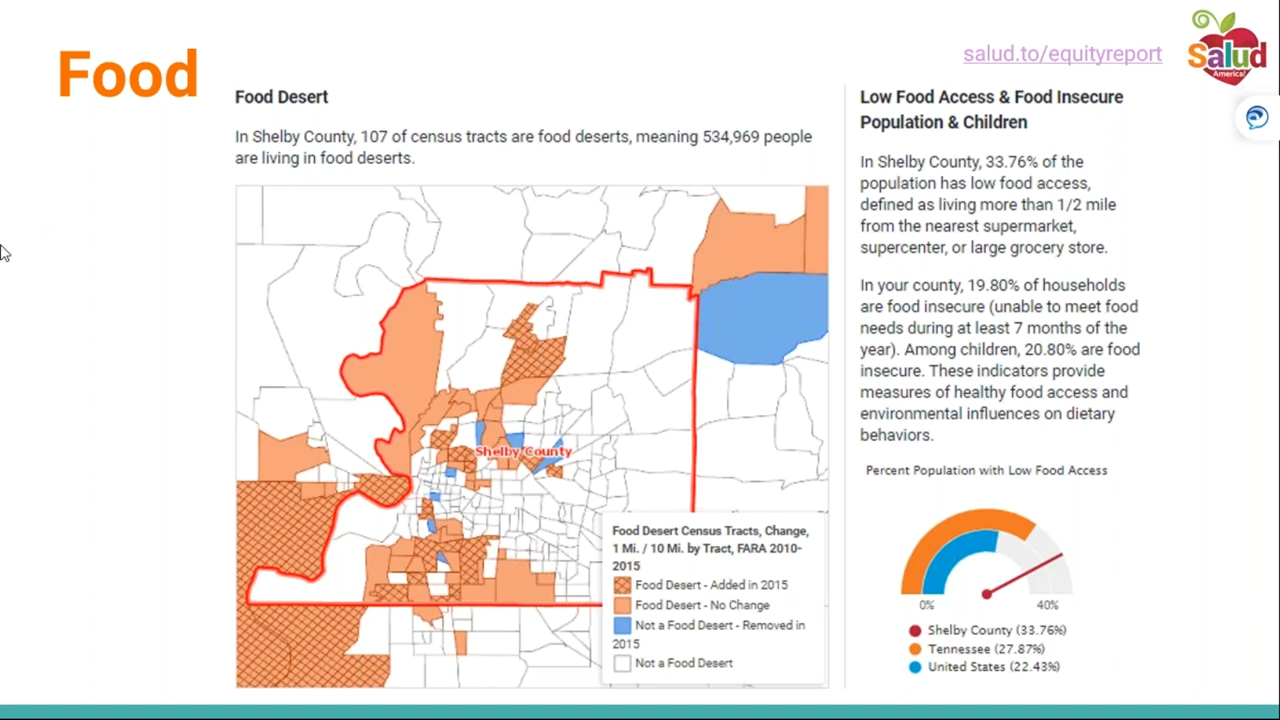 Food
salud.to/equityreport
Salud
America!
Food Desert
In Shelby County, 107 of census tracts are food deserts, meaning 534,969 people
are living in food deserts.
Shelby County
Food Desert Census Tracts, Change,
1 Mi. / 10 Mi. by Tract, FARA 2010-
2015
Food Desert - Added in 2015
Food Desert - No Change
Not a Food Desert - Removed in
2015
Not a Food Desert
Low Food Access & Food Insecure
Population & Children
In Shelby County, 33.76% of the
population has low food access,
defined as living more than 1/2 mile
from the nearest supermarket,
supercenter, or large grocery store.
In your county, 19.80% of households
are food insecure (unable to meet food
needs during at least 7 months of the
year). Among children, 20.80% are food
insecure. These indicators provide
measures of healthy food access and
environmental influences on dietary
behaviors.
Percent Population with Low Food Access
0%
40%
Shelby County (33.76%)
Tennessee (27.87%)
United States (22.43%)